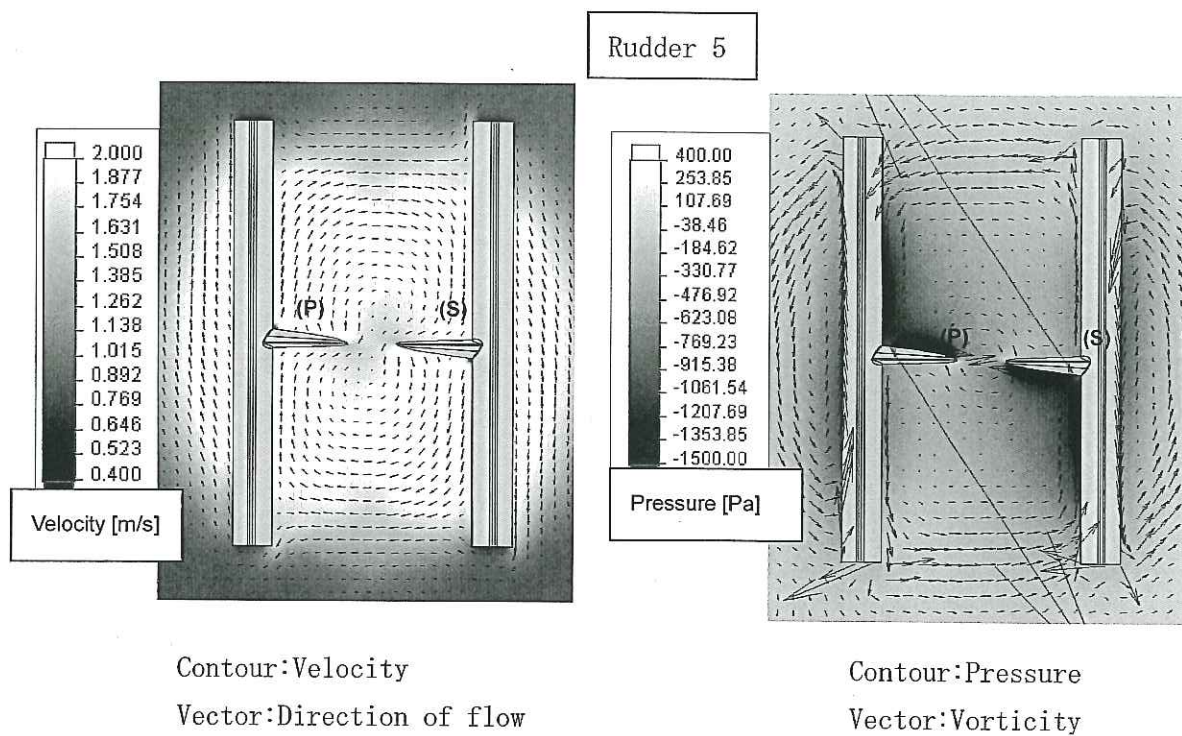 Rudder 5
2.000
1.877
1.754
1.631
1.508
1.385
1.262
1.138
1.015
0.892
0.769
0.646
0.523
0.400
Velocity [m/s]
(P)
(S)
Contour:Velocity
Vector:Direction of flow
400.00
253.85
107.69
-38.46
-184.62
-330.77
-476.92
-623.08
-769.23
-915.38
-1061.54
-1207.69
-1353.85
-1500.00
Pressure [Pa]
(P)
(S)
Contour:Pressure
Vector:Vorticity